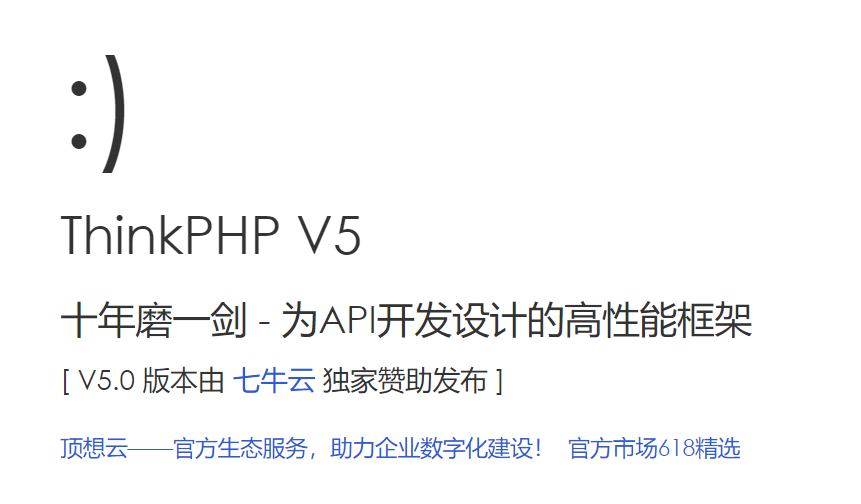 :)
ThinkPHP V5
十年磨一剑 - 为API开发设计的高性能框架
[ V5.0 版本由 七牛云 独家赞助发布 ]
顶想云——官方生态服务，助力企业数字化建设！ 官方市场618精选